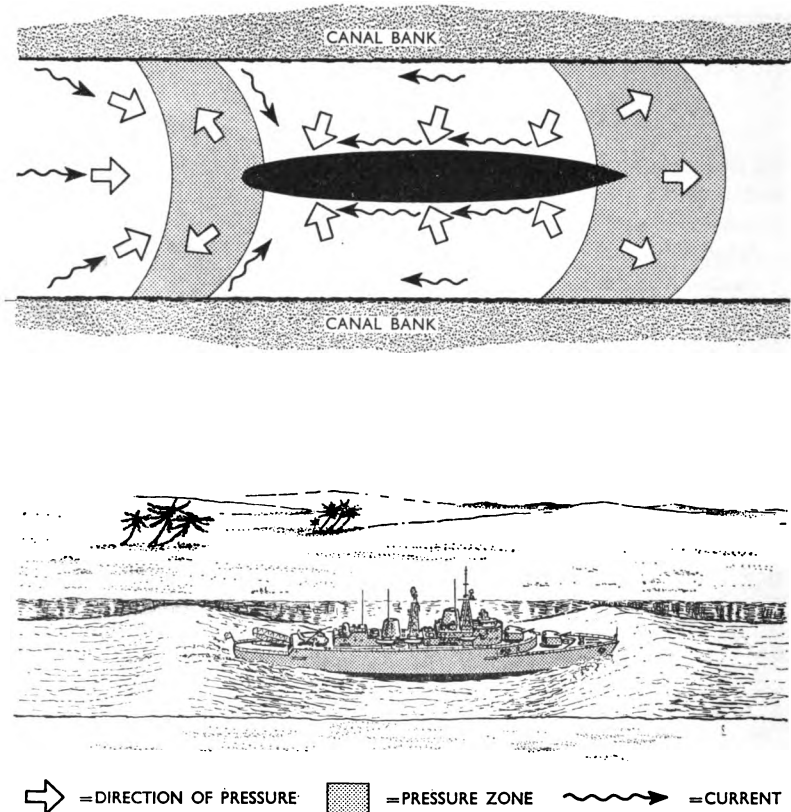 CANAL BANK
CANAL BANK
=DIRECTION OF PRESSURE =PRESSURE ZONE =CURRENT